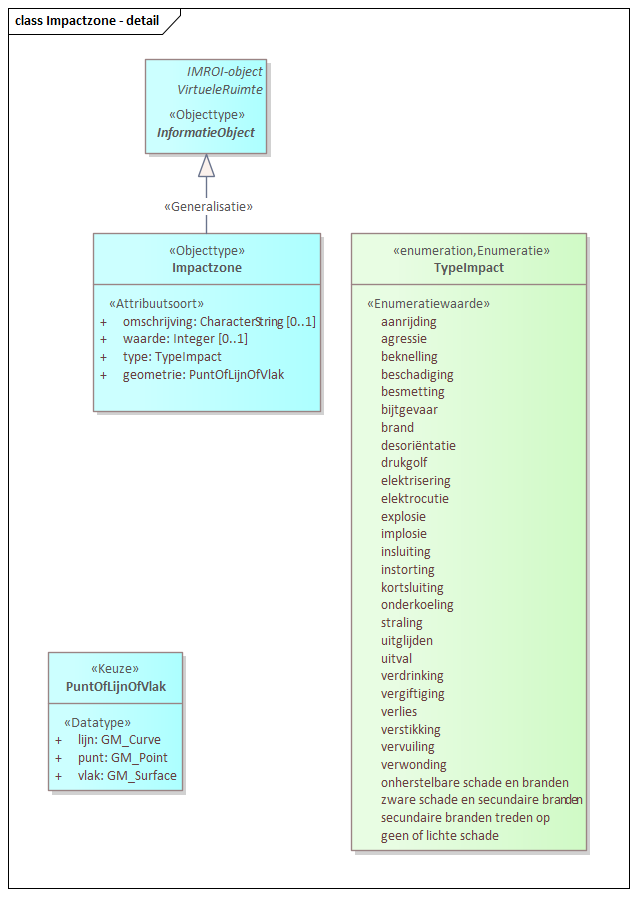 class Impactzone - detail
IMROI-object
VirtueleRuimte
«Objecttype»
InformatieObject
«Generalisatie»
«Objecttype»
Impactzone
«Attribuutsoort»
+ omschrijving: CharacterString [0..1]
+ waarde: Integer [0..1]
+ type: TypeImpact
+ geometrie: PuntOfLijnOfVlak
«enumeration,Enumeratie»
TypeImpact
«Enumeratiewaarde»
aanrijding
agressie
beknelling
beschadiging
besmetting
bijtgevaar
brand
desoriëntatie
drukgolf
elektrisering
elektrocutie
explosie
implosie
insluiting
instorting
kortsluiting
onderkoeling
straling
uitglijden
uitval
verdrinking
vergiftiging
verlies
verstikking
vervuiling
verwonding
onherstelbare schade en branden
zware schade en secundaire branden
secundaire branden treden op
geen of lichte schade
«Keuze»
PuntOfLijnOfVlak
«Datatype»
+ lijn: GM_Curve
+ punt: GM_Point
+ vlak: GM_Surface